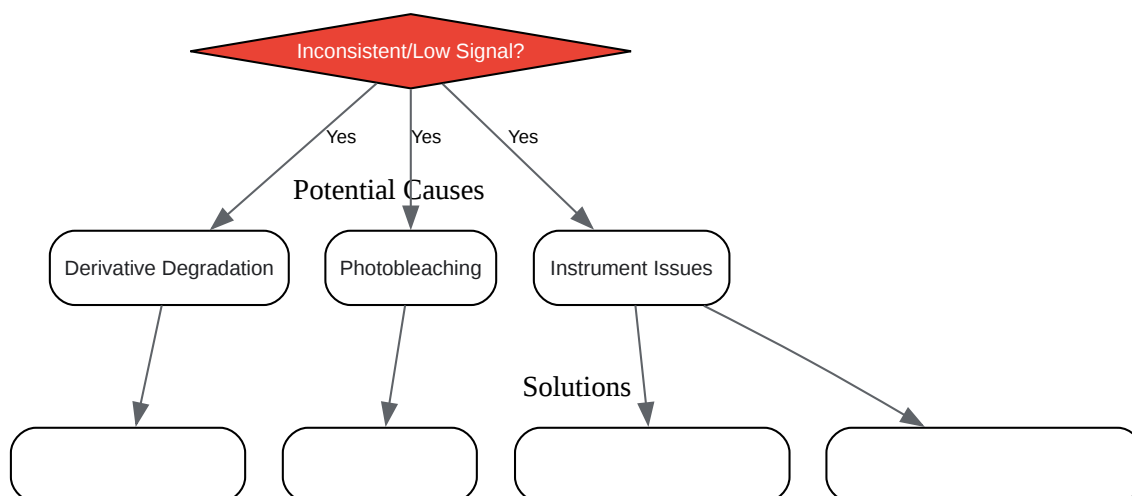 Inconsistent/Low Signal?
Yes
Yes
Yes
Potential Causes
Derivative Degradation
Photobleaching
Instrument Issues
Solutions